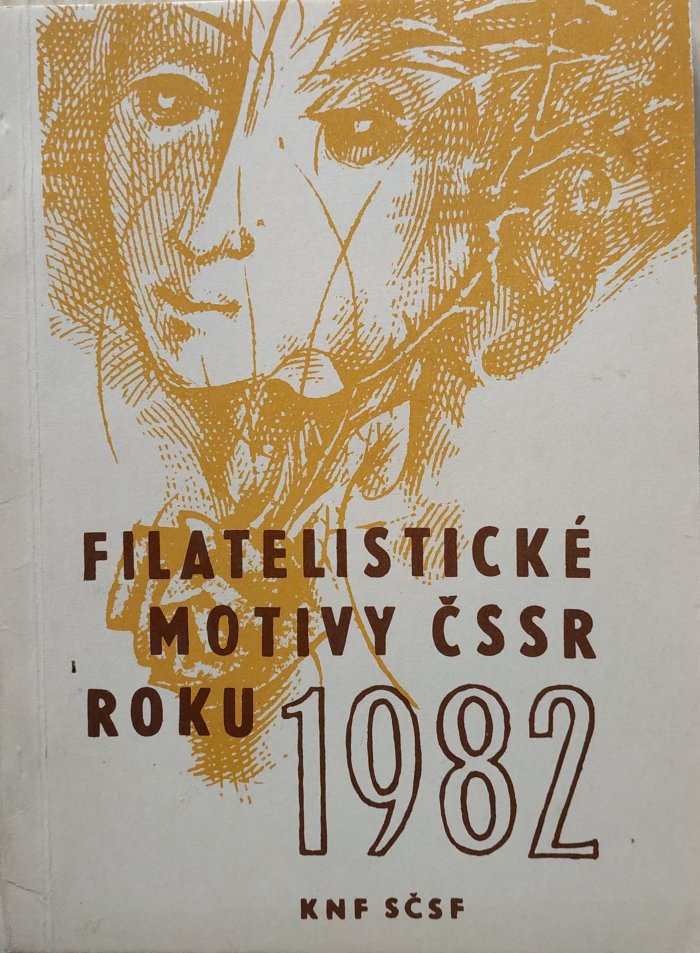 FILATELISTICKÉ
MOTIVY ČSSR
ROKU 1982
KNF SČSF